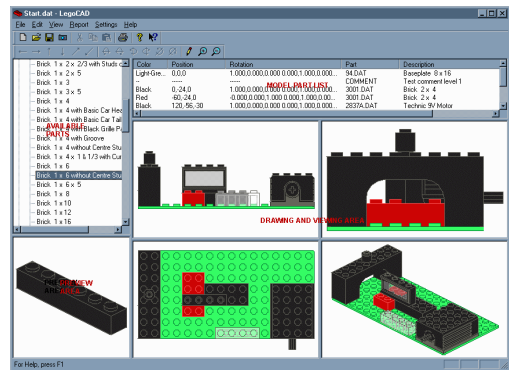 Start.dat - LegoCAD
File Edit View Report Settings Help
Brick 1 x 2 2/3 with Studs o
Brick 1 x 2 x 5
Brick 1 x 3
Brick 1 x 3 x 5
Brick 1 x 4
Brick 1 x 4 with Basic Car Hea
Brick 1 x 4 with Basic Car Tail
Brick 1 x 4 with Black Grille Pa
Brick 1 x 4 with Groove
Brick 1 x 4 without Centre Stu
Brick 1 x 4 x 1 & 1/3 with Cur
Brick 1 x 6
Brick 1 x 6 without Centre Stu
Brick 1 x 6 x 5
Brick 1 x 8
Brick 1 x 10
Brick 1 x 12
Brick 1 x 16
AVAILABLE
PARTS
Color Position Rotation Part Description
Light-Gre... 0,0,0 1.000,0.000,0.000 0.000,1.000,0.000... 94.DAT Baseplate 8 x 16
-- ----- ----- COMMENT Test comment level 1
Black 0,-24,0 1.000,0.000,0.000 0.000,1.000,0.000... 3001.DAT Brick 2 x 4
Red -60,-24,0 -0.000,0.000,1.000 0.000,1.000,0.00... 3001.DAT Brick 2 x 4
Black 120,-56,-30 1.000,0.000,0.000 0.000,1.000,0.000... 2837A.DAT Technic 9V Motor
MODEL PART LIST
DRAWING AND VIEWING AREA
PREVIEW
AREA
For Help, press F1